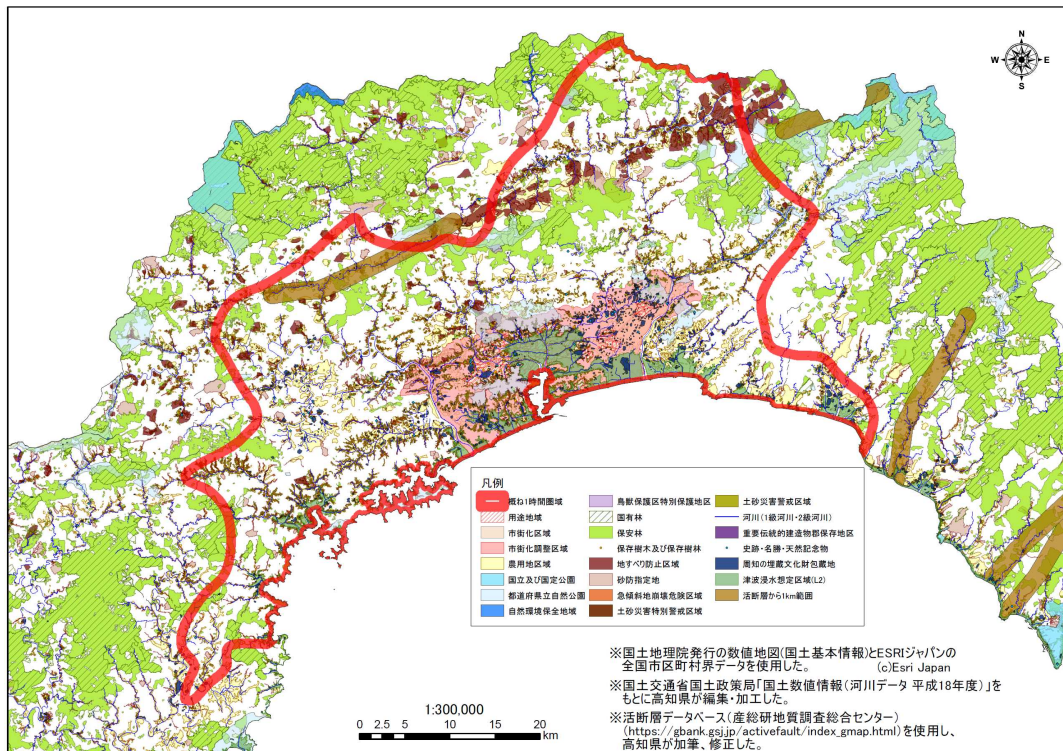 N
W
E
S
凡例
概ね1時間圏域
用途地域
市街化区域
市街化調整区域
農用地区域
国立及び国定公園
都道府県立自然公園
自然環境保全地域
鳥獣保護区特別保護地区
国有林
保安林
保存樹木及び保存樹林
地すべり防止区域
砂防指定地
急傾斜地崩壊危険区域
土砂災害特別警戒区域
土砂災害警戒区域
河川(1級河川・2級河川)
重要伝統的建造物群保存地区
史跡・名勝・天然記念物
周知の埋蔵文化財包蔵地
津波浸水想定区域(L2)
活断層から1km範囲
※国土地理院発行の数値地図(国土基本情報)とESRIジャパンの
全国市区町村界データを使用した。 (c)Esri Japan
※国土交通省国土政策局「国土数値情報(河川データ 平成18年度)」を
もとに高知県が編集・加工した。
※活断層データベース(産総研地質調査総合センター)
(https://gbank.gsj.jp/activefault/index_gmap.html)を使用し、
高知県が加筆、修正した。
1:300,000
0 2.5 5 10 15 20
km